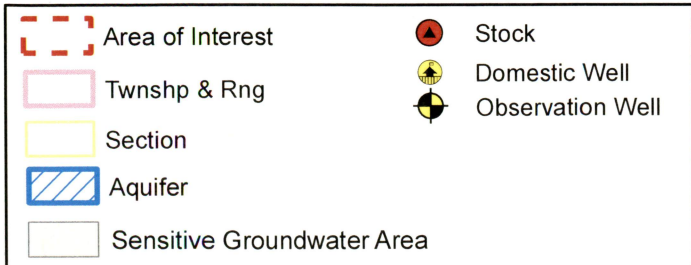 Area of Interest
Twnshp & Rng
Section
Aquifer
Sensitive Groundwater Area
Stock
Domestic Well
Observation Well